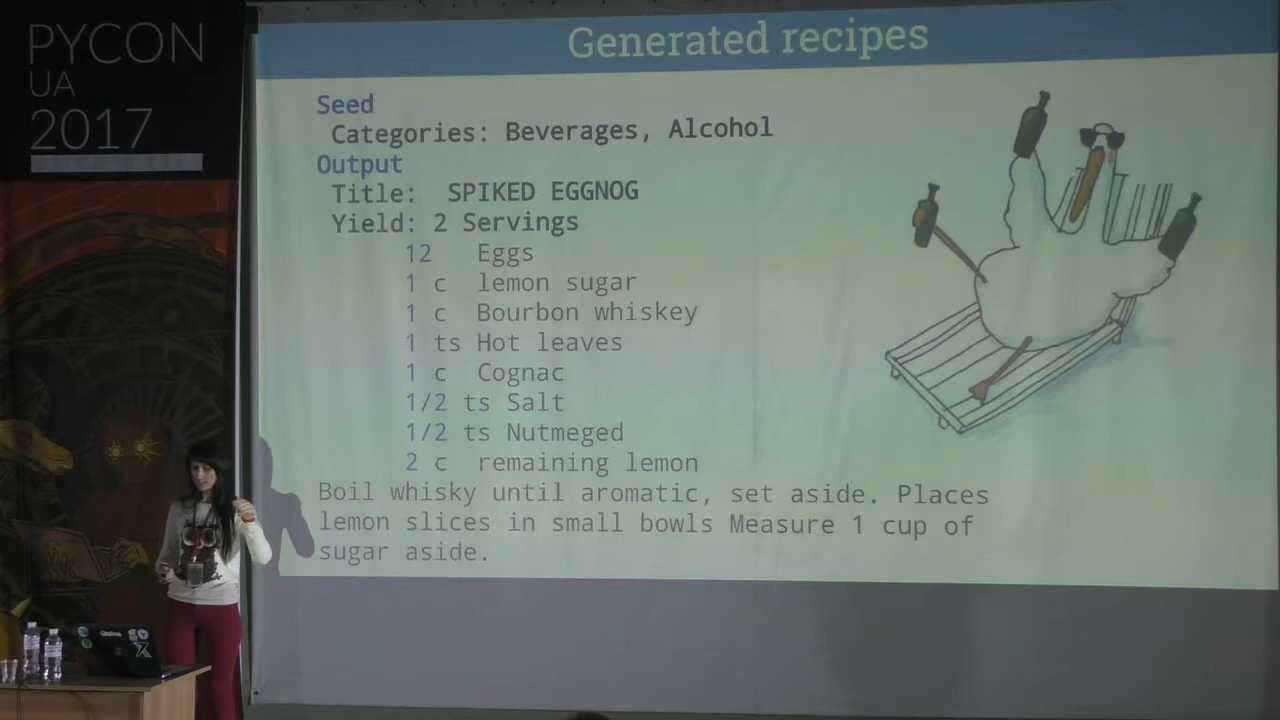 PYCON
UA
2017
Generated recipes
Seed
Categories: Beverages, Alcohol
Output
Title: SPIKED EGGNOG
Yield: 2 Servings
12 Eggs
1 c lemon sugar
1 c Bourbon whiskey
1 ts Hot leaves
1 c Cognac
1/2 ts Salt
1/2 ts Nutmeged
2 c remaining lemon
Boil whisky until aromatic, set aside. Places
lemon slices in small bowls Measure 1 cup of
sugar aside.